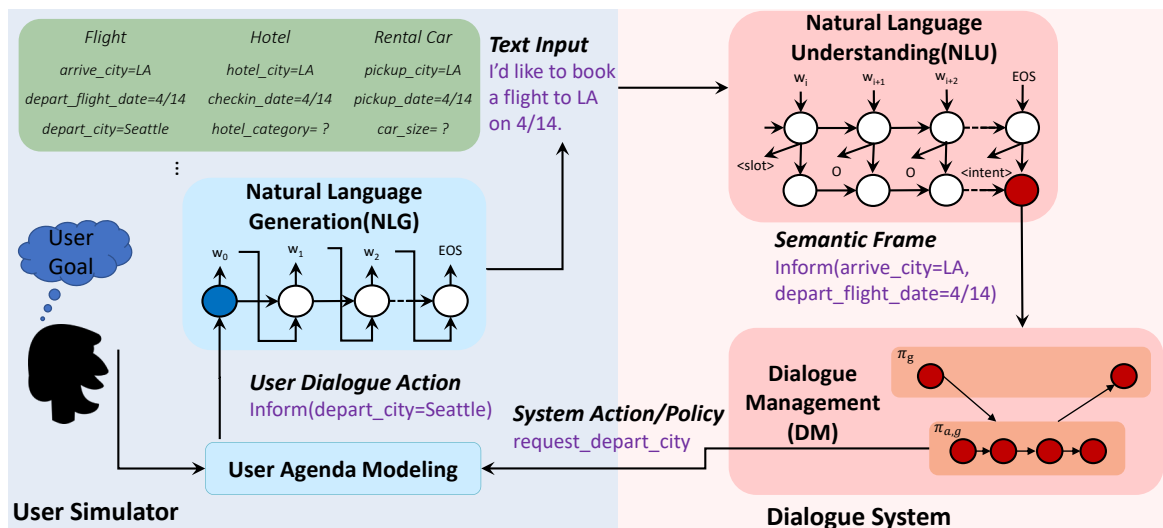 Flight Hotel Rental Car
arrive_city=LA hotel_city=LA pickup_city=LA
depart_flight_date=4/14 checkin_date=4/14 pickup_date=4/14
depart_city=Seattle hotel_category= ? car_size= ?
...
Text Input
I'd like to book
a flight to LA
on 4/14.
Natural Language
Understanding(NLU)
w_i w_{i+1} w_{i+2} EOS
<slot> O O <intent>
Natural Language
Generation(NLG)
w_0 w_1 w_2 EOS
User
Goal
Semantic Frame
Inform(arrive_city=LA,
depart_flight_date=4/14)
User Dialogue Action
Inform(depart_city=Seattle)
System Action/Policy
request_depart_city
Dialogue
Management
(DM)
π_g
π_{a,g}
User Agenda Modeling
User Simulator
Dialogue System